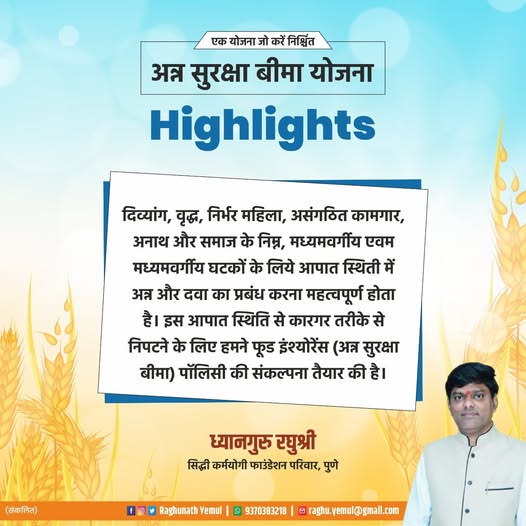 एक योजना जो करें निश्चिंत
अन्न सुरक्षा बीमा योजना
Highlights
दिव्यांग, वृद्ध, निर्भर महिला, असंगठित कामगार,
अनाथ और समाज के निम्न, मध्यमवर्गीय एवम
मध्यमवर्गीय घटकों के लिये आपात स्थिती में
अन्न और दवा का प्रबंध करना महत्वपूर्ण होता
है। इस आपात स्थिति से कारगर तरीके से
निपटने के लिए हमने फूड इंश्योरेंस (अन्न सुरक्षा
बीमा) पॉलिसी की संकल्पना तैयार की है।
ध्यानगुरु रघुश्री
सिद्धी कर्मयोगी फाउंडेशन परिवार, पुणे
(संकलित)
Raghunath Yemul | 9370383218 | raghu.yemul@gmail.com